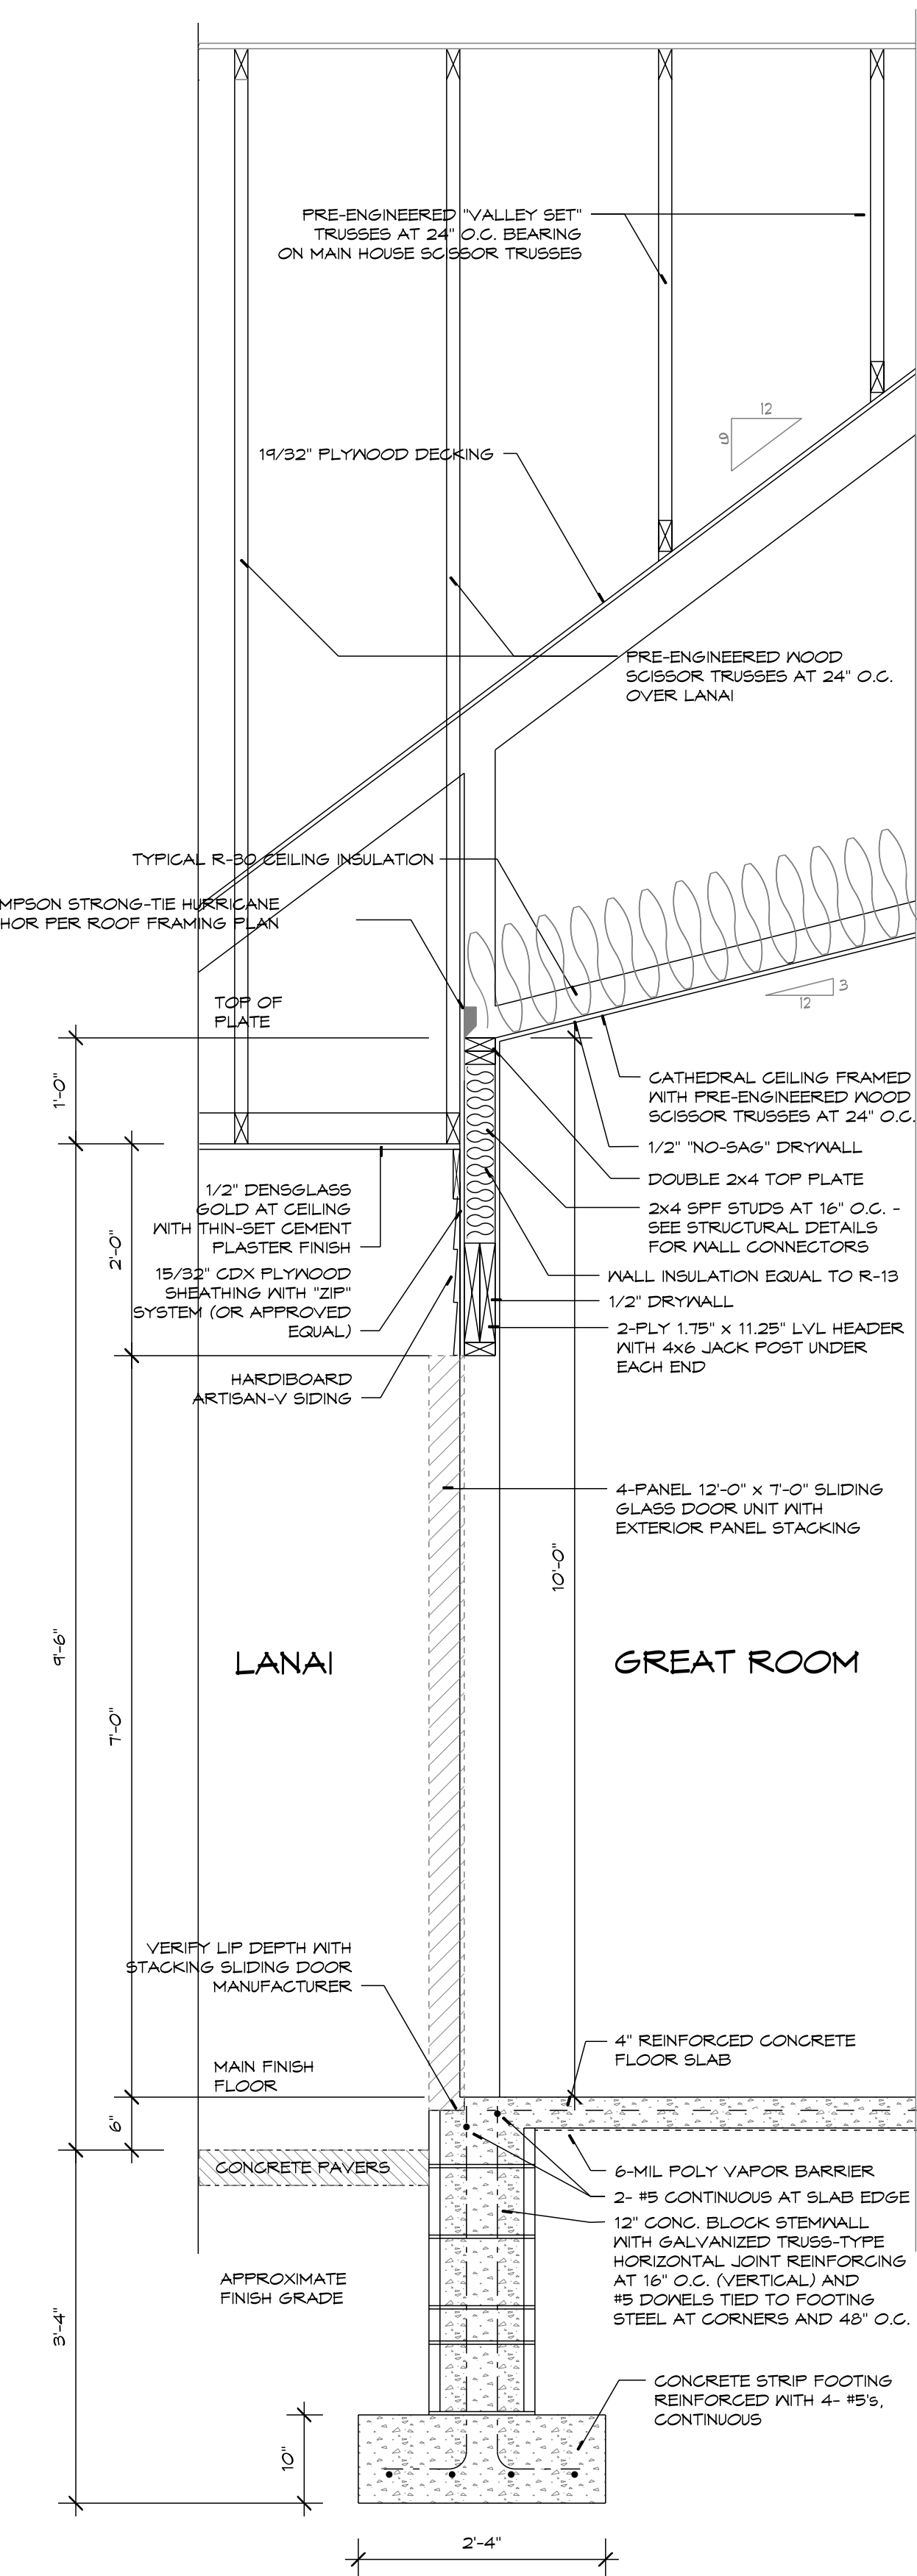 PRE-ENGINEERED "VALLEY SET"
TRUSSES AT 24" O.C. BEARING
ON MAIN HOUSE SCISSOR TRUSSES
12
9
19/32" PLYWOOD DECKING
PRE-ENGINEERED WOOD
SCISSOR TRUSSES AT 24" O.C.
OVER LANAI
TYPICAL R-30 CEILING INSULATION
MPSON STRONG-TIE HURRICANE
HOR PER ROOF FRAMING PLAN
3
12
TOP OF
PLATE
1'-0"
CATHEDRAL CEILING FRAMED
WITH PRE-ENGINEERED WOOD
SCISSOR TRUSSES AT 24" O.C.
1/2" "NO-SAG" DRYWALL
DOUBLE 2x4 TOP PLATE
2x4 SPF STUDS AT 16" O.C. -
SEE STRUCTURAL DETAILS
FOR WALL CONNECTORS
WALL INSULATION EQUAL TO R-13
1/2" DRYWALL
2-PLY 1.75" x 11.25" LVL HEADER
WITH 4x6 JACK POST UNDER
EACH END
1/2" DENSGLASS
GOLD AT CEILING
WITH THIN-SET CEMENT
PLASTER FINISH
2'-0"
15/32" CDX PLYWOOD
SHEATHING WITH "ZIP"
SYSTEM (OR APPROVED
EQUAL)
HARDIBOARD
ARTISAN-V SIDING
4-PANEL 12'-0" x 7'-0" SLIDING
GLASS DOOR UNIT WITH
EXTERIOR PANEL STACKING
10'-0"
9'-6"
LANAI
GREAT ROOM
7'-0"
VERIFY LIP DEPTH WITH
STACKING SLIDING DOOR
MANUFACTURER
4" REINFORCED CONCRETE
FLOOR SLAB
MAIN FINISH
FLOOR
6"
CONCRETE PAVERS
6-MIL POLY VAPOR BARRIER
2- #5 CONTINUOUS AT SLAB EDGE
12" CONC. BLOCK STEMWALL
WITH GALVANIZED TRUSS-TYPE
HORIZONTAL JOINT REINFORCING
AT 16" O.C. (VERTICAL) AND
#5 DOWELS TIED TO FOOTING
STEEL AT CORNERS AND 48" O.C.
APPROXIMATE
FINISH GRADE
3'-4"
CONCRETE STRIP FOOTING
REINFORCED WITH 4- #5's,
CONTINUOUS
10"
2'-4"